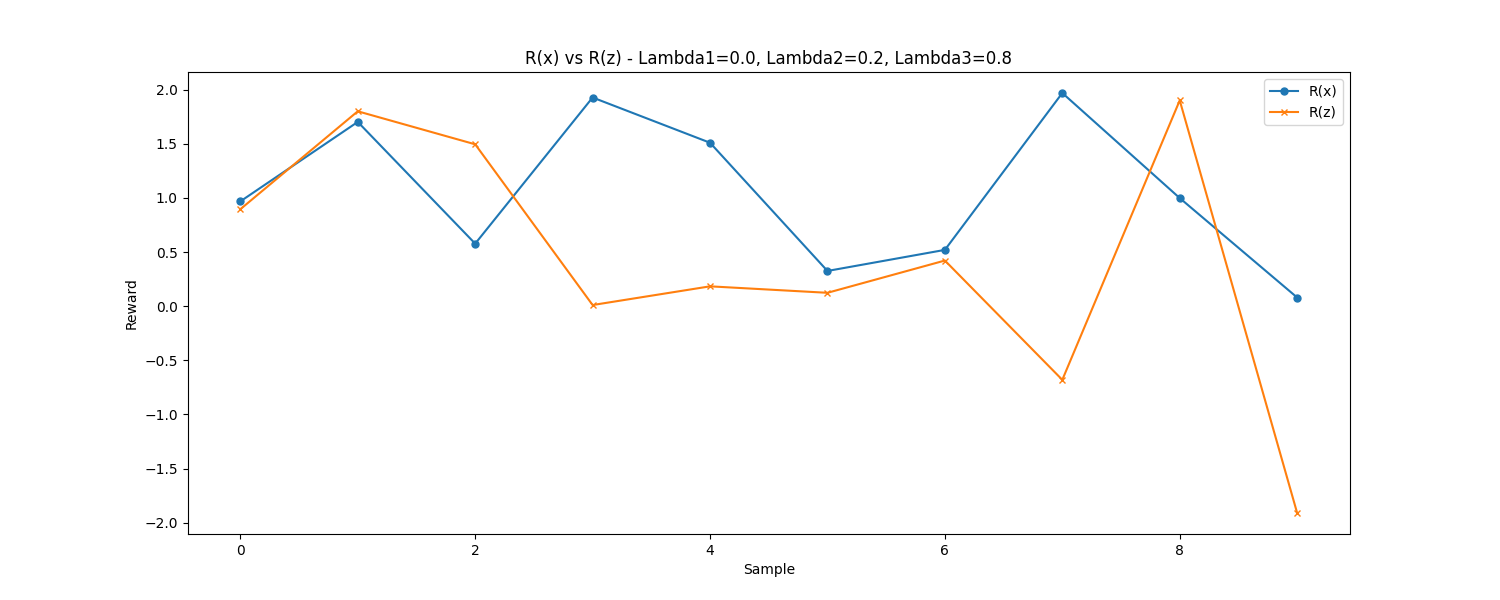 R(x) vs R(z) - Lambda1=0.0, Lambda2=0.2, Lambda3=0.8
R(x)
R(z)
2.0
1.5
1.0
0.5
0.0
−0.5
−1.0
−1.5
−2.0
Reward
0 2 4 6 8
Sample